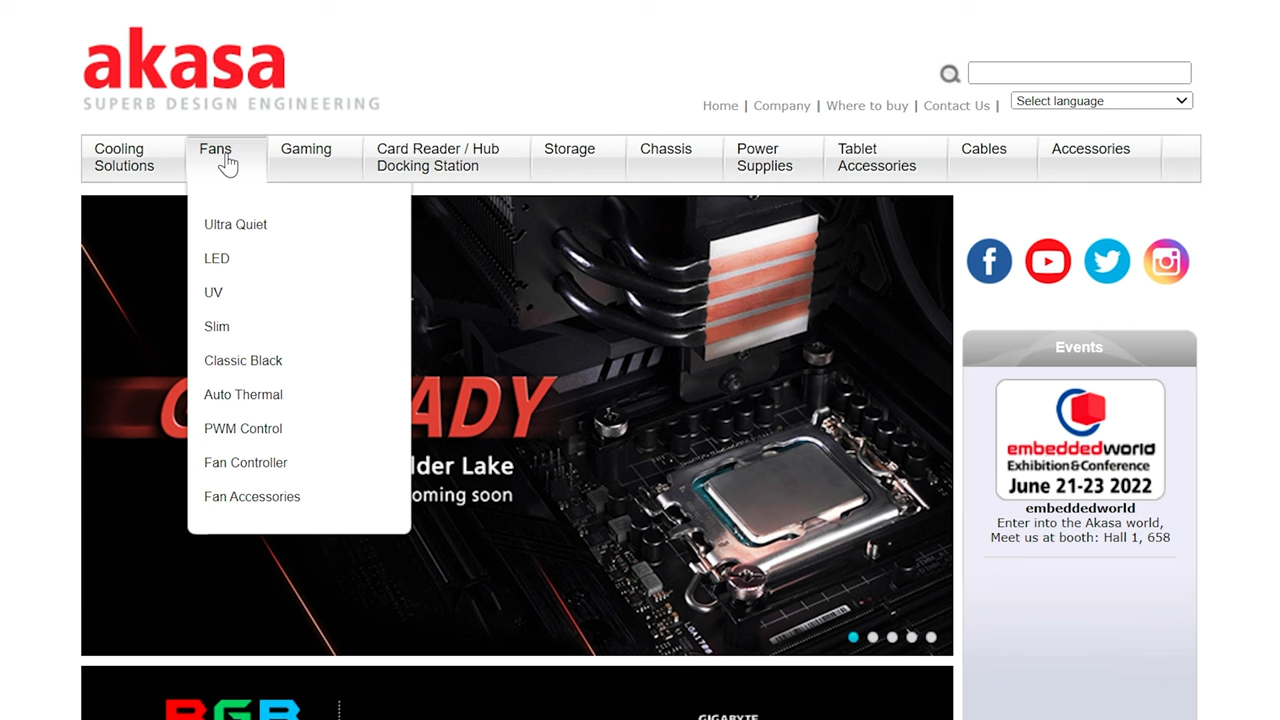 akasa
SUPERB DESIGN ENGINEERING
Home | Company | Where to buy | Contact Us |
Select language
Cooling Solutions
Fans
Gaming
Card Reader / Hub
Docking Station
Storage
Chassis
Power
Supplies
Tablet
Accessories
Cables
Accessories
Ultra Quiet
LED
UV
Slim
Classic Black
Auto Thermal
PWM Control
Fan Controller
Fan Accessories
ADY
lder Lake
oming soon
LGA1700
Events
embeddedworld
Exhibition&Conference
June 21-23 2022
embeddedworld
Enter into the Akasa world,
Meet us at booth: Hall 1, 658
RGB
GIGABYTE